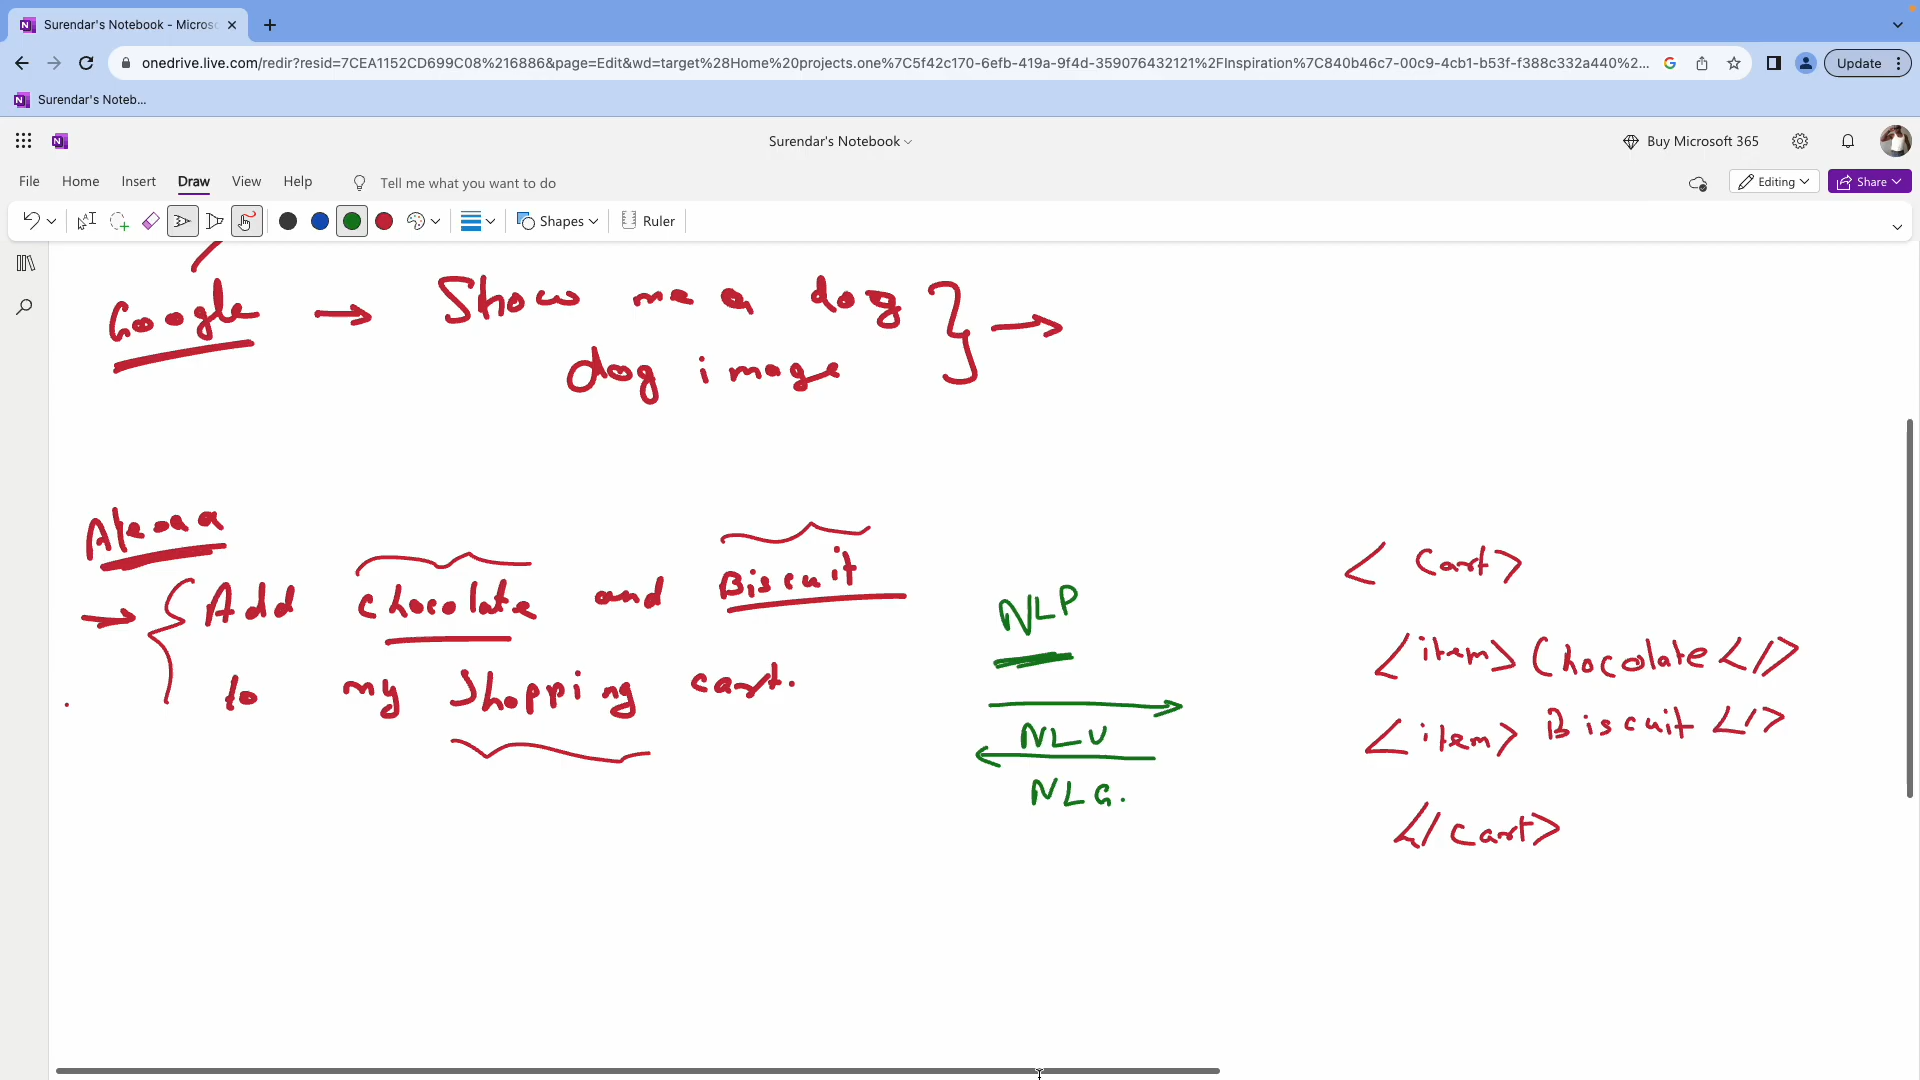 Surendar's Notebook - Micros
onedrive.live.com/redir?resid=7CEA1152CD699C08%216886&page=Edit&wd=target%28Home%20projects.one%7C5f42c170-6efb-419a-9f4d-359076432121%2FInspiration%7C840b46c7-00c9-4cb1-b53f-f388c332a440%2...
Update
Surendar's Noteb...
Surendar's Notebook
Buy Microsoft 365
File Home Insert Draw View Help Tell me what you want to do
Editing Share
Shapes Ruler
Google → Show me a dog
dog image
Alexa
Add chocolate and Biscuit
to my Shopping cart.
NLP
NLU
NLG.
< Cart>
<item> Chocolate </>
<item> Biscuit </>
</ Cart>